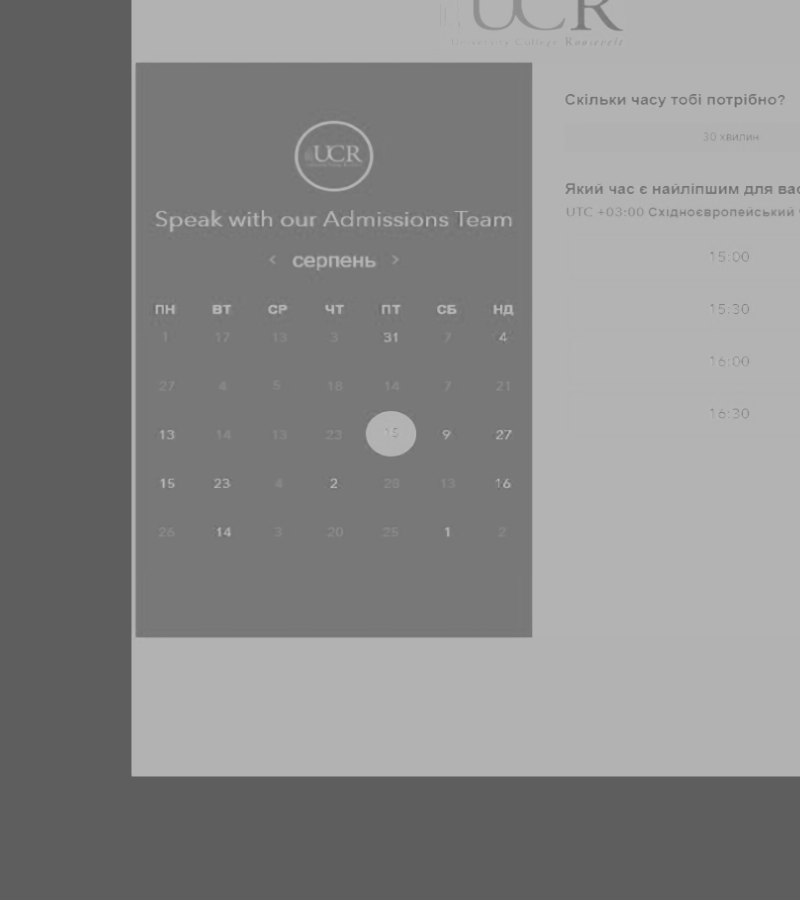 UCR
University College Roosevelt
UCR
Speak with our Admissions Team
< серпень >
ПН ВТ СР ЧТ ПТ СБ НД
1 17 13 3 31 7 4
27 4 5 18 14 7 21
13 14 13 23 15 9 27
15 23 4 2 28 13 16
26 14 3 20 25 1 2
Скільки часу тобі потрібно?
30 хвилин
Який час є найліпшим для вас
UTC +03:00 Східноєвропейський
15:00
15:30
16:00
16:30